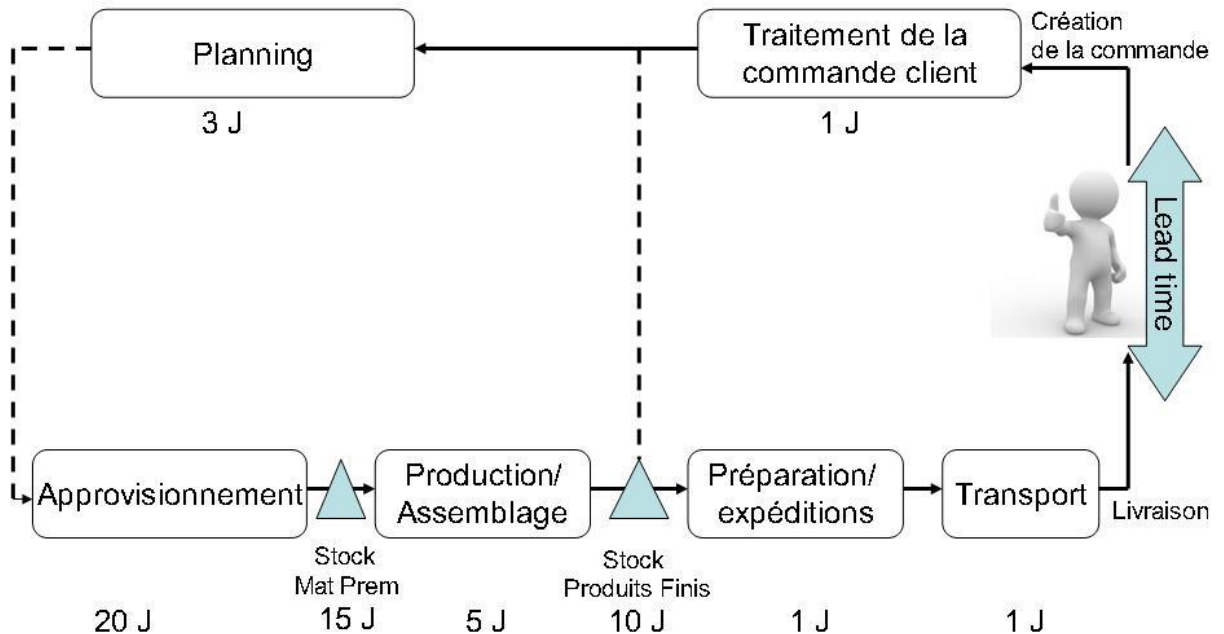 Planning
3 J
Traitement de la
commande client
1 J
Création
de la commande
Lead time
Approvisionnement
Stock
Mat Prem
Production/
Assemblage
Stock
Produits Finis
Préparation/
expéditions
Transport
Livraison
20 J
15 J
5 J
10 J
1 J
1 J